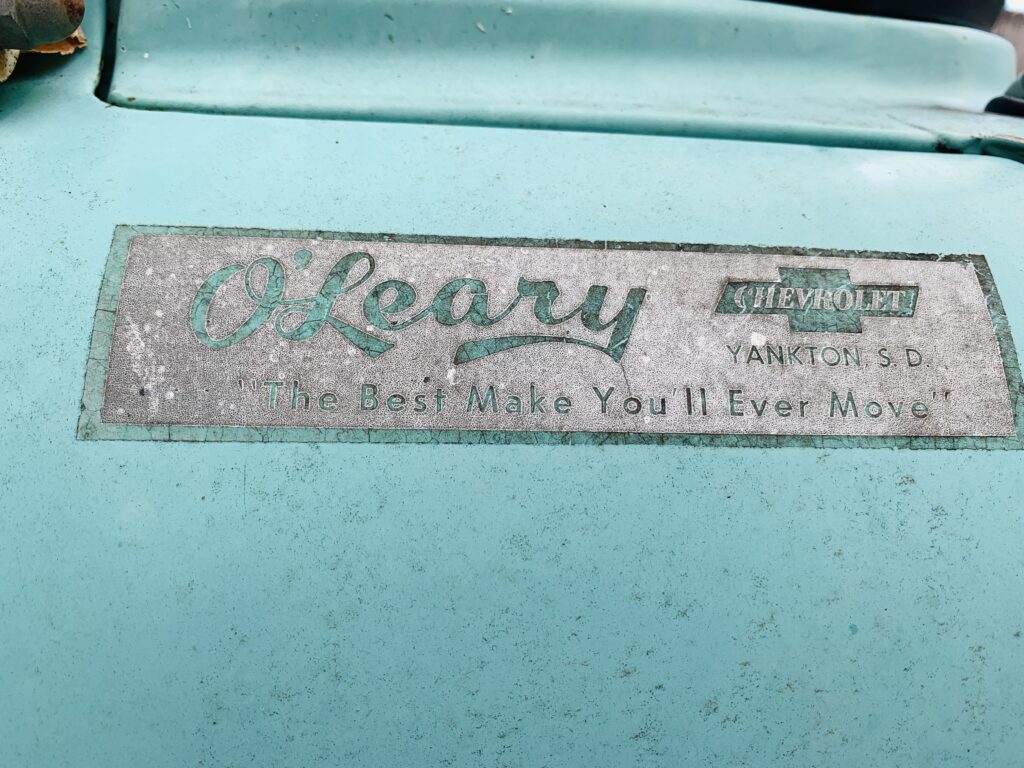 O'Leary
CHEVROLET
YANKTON, S. D.
"The Best Make You'll Ever Move"